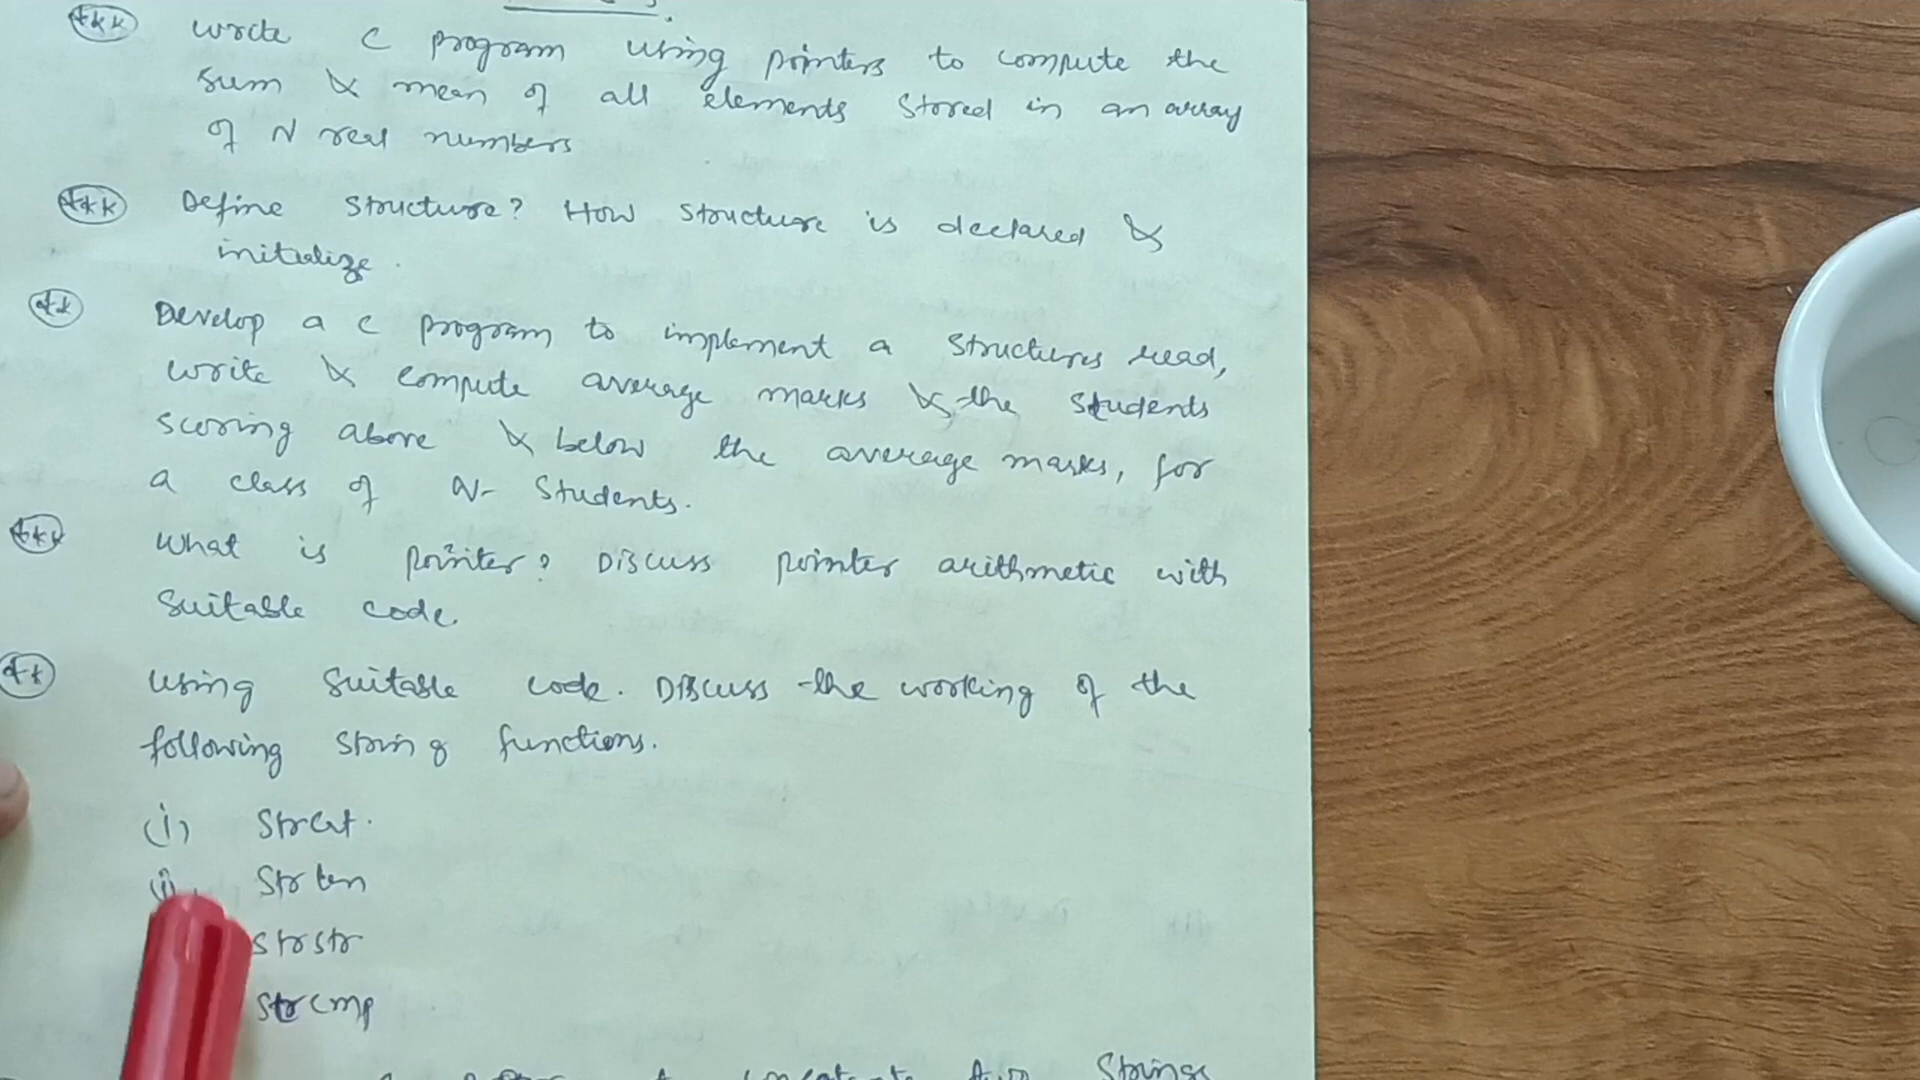 ***
write C program using pointers to compute the
sum & mean of all elements stored in an array
of N real numbers
***
Define structure? How structure is declared &
initialize.
**
Develop a C program to implement a structures read,
write & compute average marks & the students
scoring above & below the average marks, for
a class of N- students.
***
What is pointer? Discuss pointer arithmetic with
suitable code.
**
Using suitable code. Discuss the working of the
following string functions.
(i) Strcat.
(ii) Strlen
strstr
strcmp
two strings